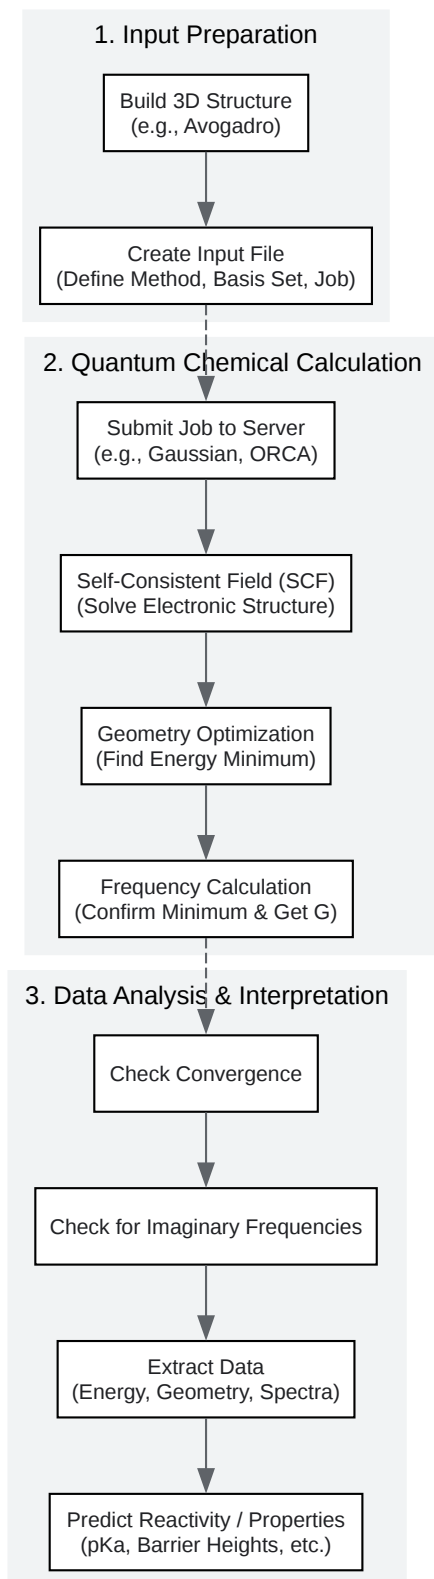 1. Input Preparation
Build 3D Structure
(e.g., Avogadro)
Create Input File
(Define Method, Basis Set, Job)
2. Quantum Chemical Calculation
Submit Job to Server
(e.g., Gaussian, ORCA)
Self-Consistent Field (SCF)
(Solve Electronic Structure)
Geometry Optimization
(Find Energy Minimum)
Frequency Calculation
(Confirm Minimum & Get G)
3. Data Analysis & Interpretation
Check Convergence
Check for Imaginary Frequencies
Extract Data
(Energy, Geometry, Spectra)
Predict Reactivity / Properties
(pKa, Barrier Heights, etc.)